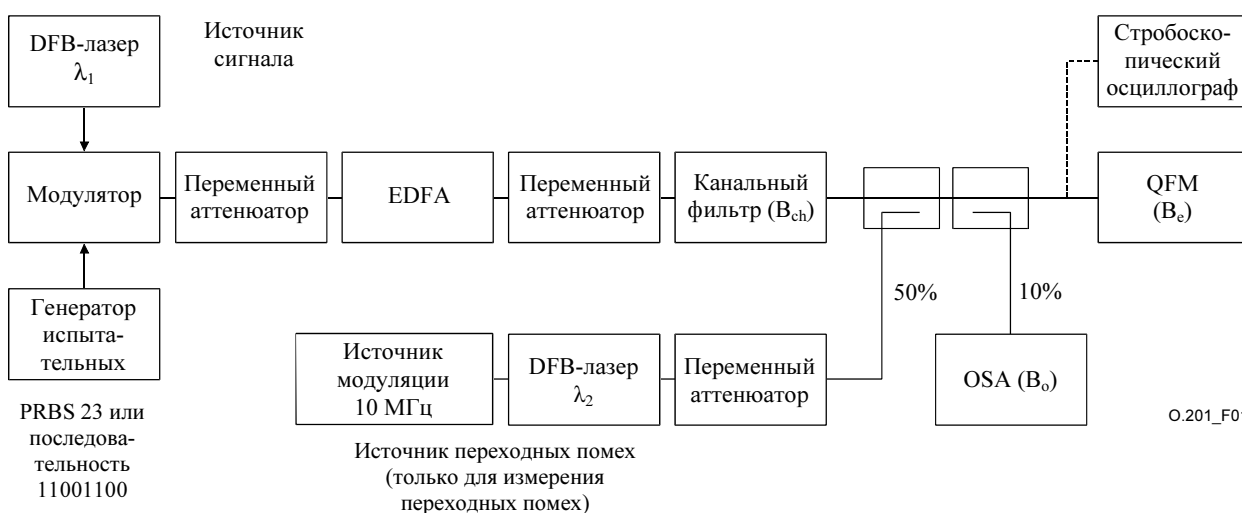 DFB-лазер
λ1
Источник
сигнала
Стробоско-
пический
осциллограф
Модулятор
Переменный
аттенюатор
EDFA
Переменный
аттенюатор
Канальный
фильтр (Bch)
QFM
(Be)
50%
10%
Генератор
испыта-
тельных
Источник
модуляции
10 МГц
DFB-лазер
λ2
Переменный
аттенюатор
OSA (Bo)
PRBS 23 или
последова-
тельность
11001100
Источник переходных помех
(только для измерения
переходных помех)
O.201_F01